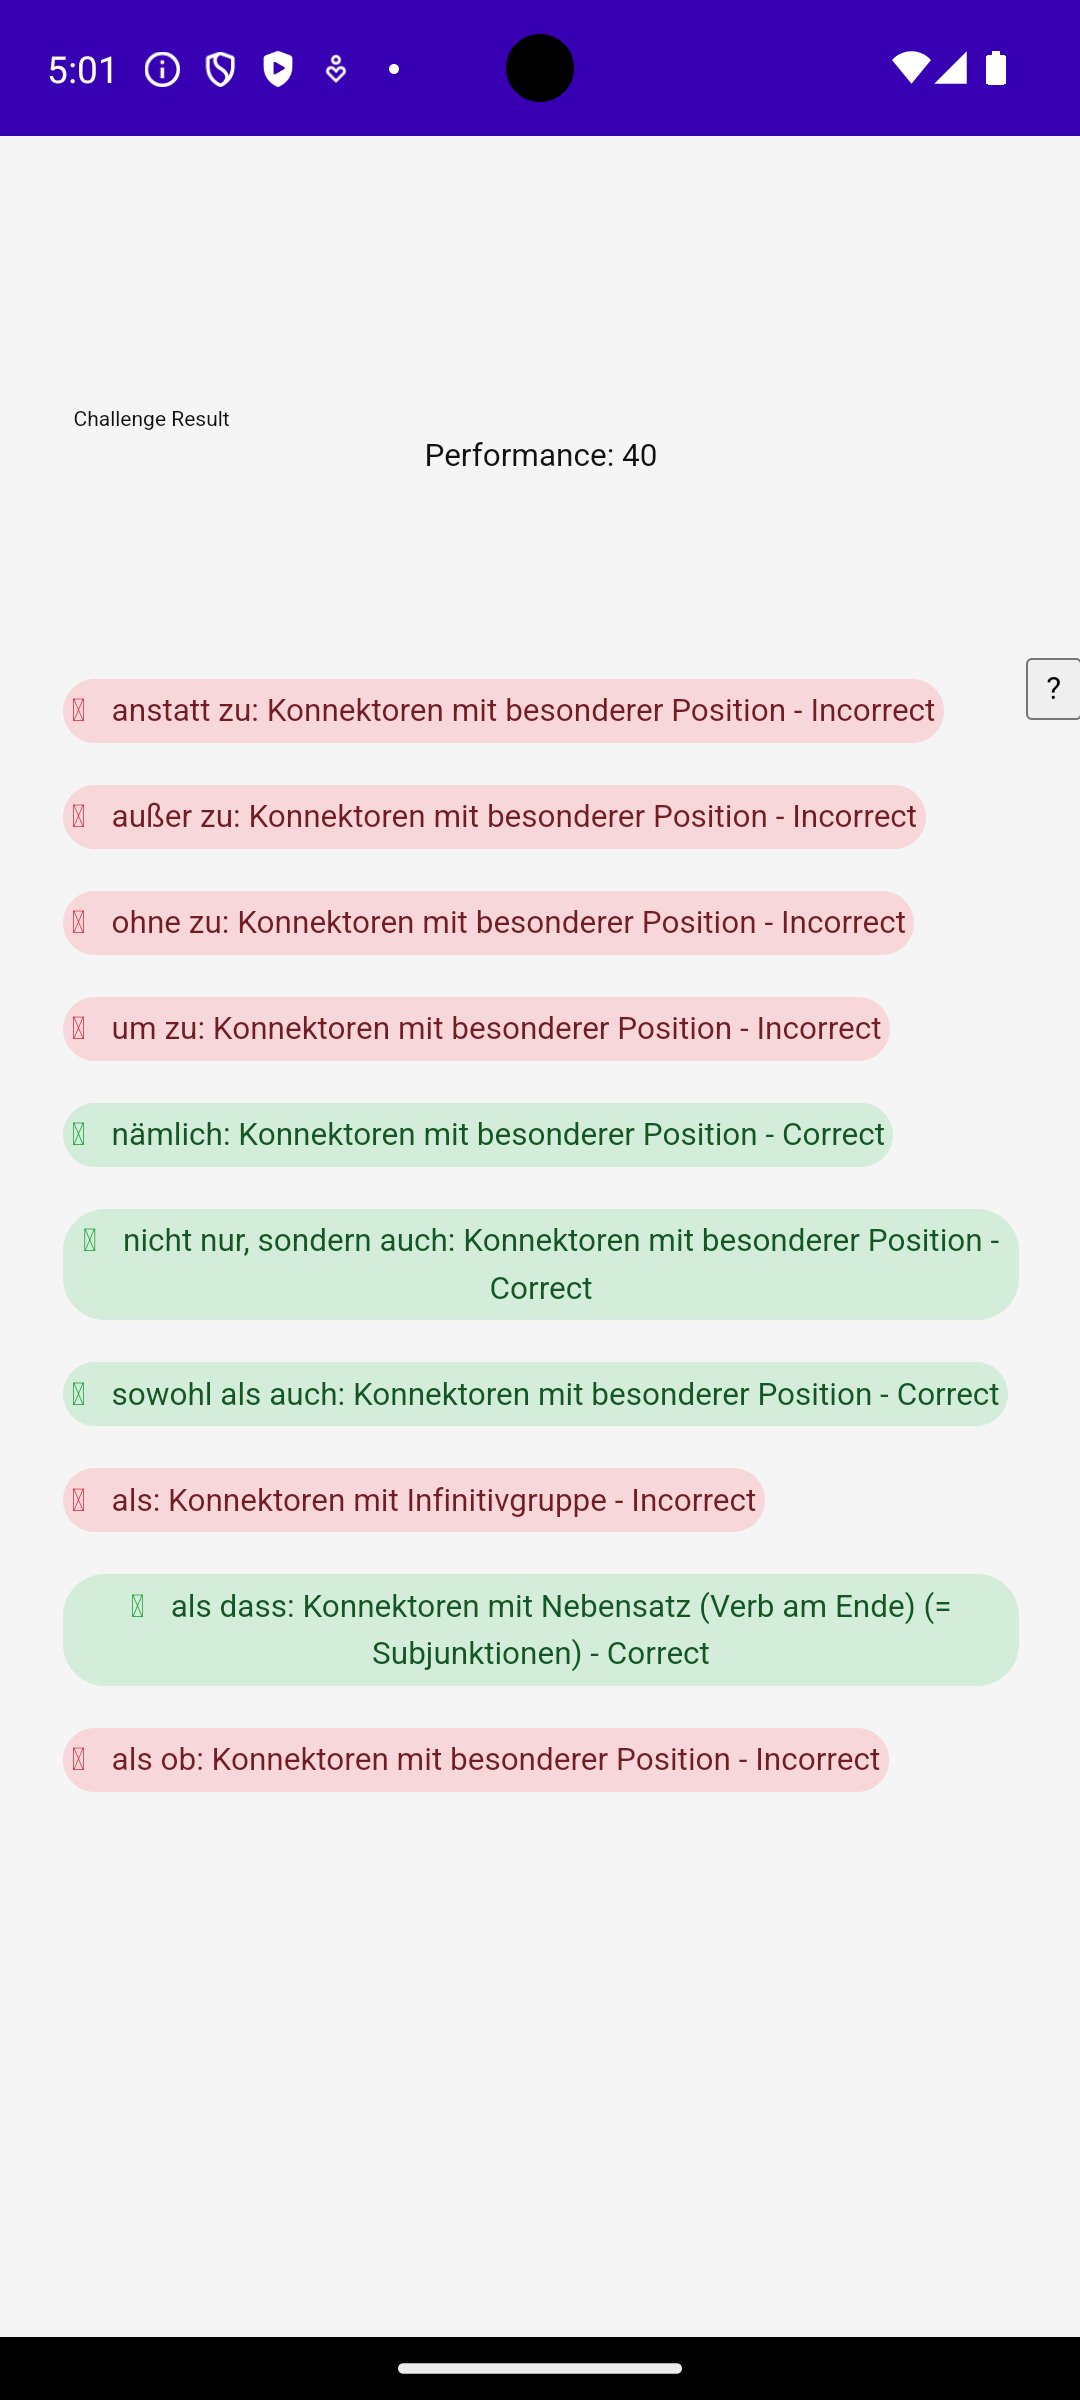 5:01
Challenge Result
Performance: 40
?
anstatt zu: Konnektoren mit besonderer Position - Incorrect
außer zu: Konnektoren mit besonderer Position - Incorrect
ohne zu: Konnektoren mit besonderer Position - Incorrect
um zu: Konnektoren mit besonderer Position - Incorrect
nämlich: Konnektoren mit besonderer Position - Correct
nicht nur, sondern auch: Konnektoren mit besonderer Position -
Correct
sowohl als auch: Konnektoren mit besonderer Position - Correct
als: Konnektoren mit Infinitivgruppe - Incorrect
als dass: Konnektoren mit Nebensatz (Verb am Ende) (=
Subjunktionen) - Correct
als ob: Konnektoren mit besonderer Position - Incorrect